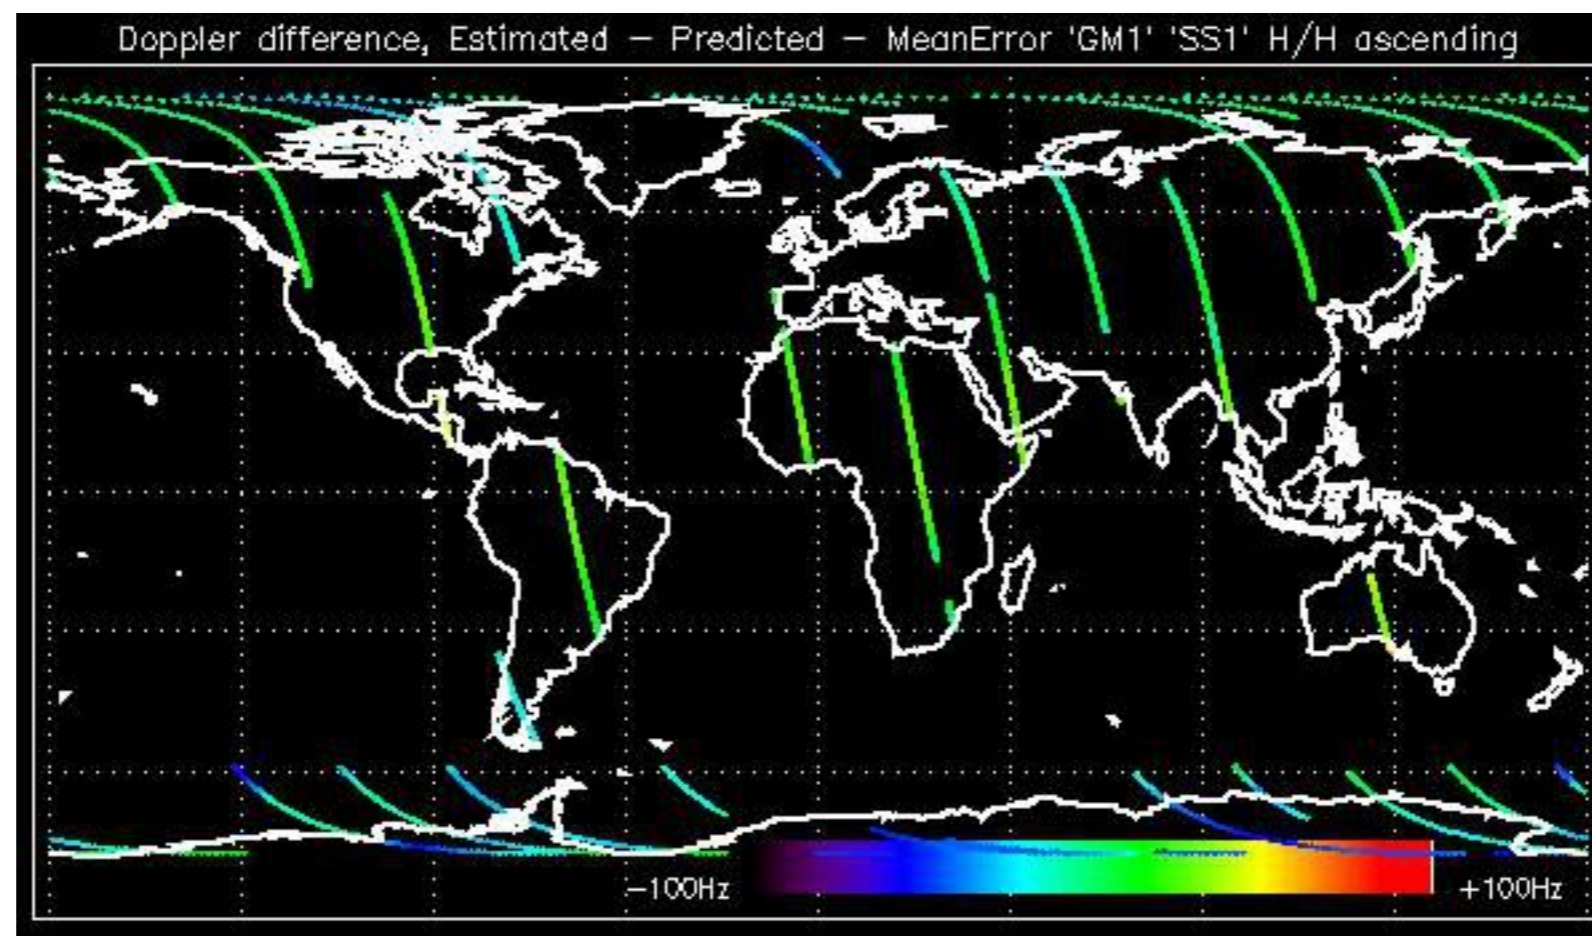 Doppler difference, Estimated − Predicted − MeanError 'GM1' 'SS1' H/H ascending
−100Hz
+100Hz